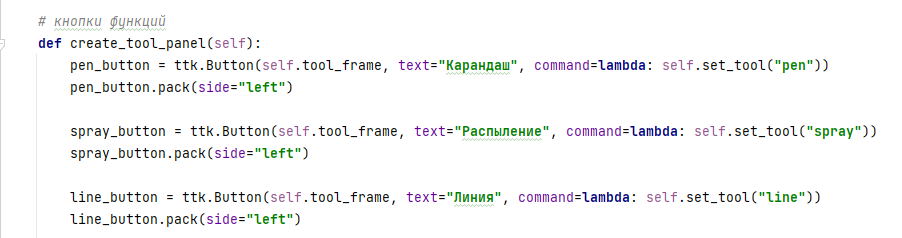 # кнопки функций
def create_tool_panel(self):
    pen_button = ttk.Button(self.tool_frame, text="Карандаш", command=lambda: self.set_tool("pen"))
    pen_button.pack(side="left")

    spray_button = ttk.Button(self.tool_frame, text="Распыление", command=lambda: self.set_tool("spray"))
    spray_button.pack(side="left")

    line_button = ttk.Button(self.tool_frame, text="Линия", command=lambda: self.set_tool("line"))
    line_button.pack(side="left")